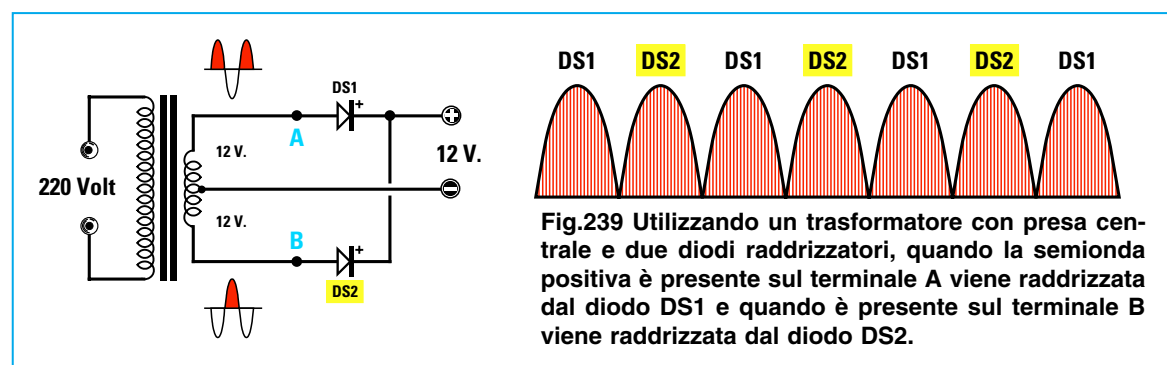 DS1
+
A
12 V.
220 Volt
12 V.
12 V.
B
+
DS2
DS1 DS2 DS1 DS2 DS1 DS2 DS1
Fig.239 Utilizzando un trasformatore con presa cen-
trale e due diodi raddrizzatori, quando la semionda
positiva è presente sul terminale A viene raddrizzata
dal diodo DS1 e quando è presente sul terminale B
viene raddrizzata dal diodo DS2.